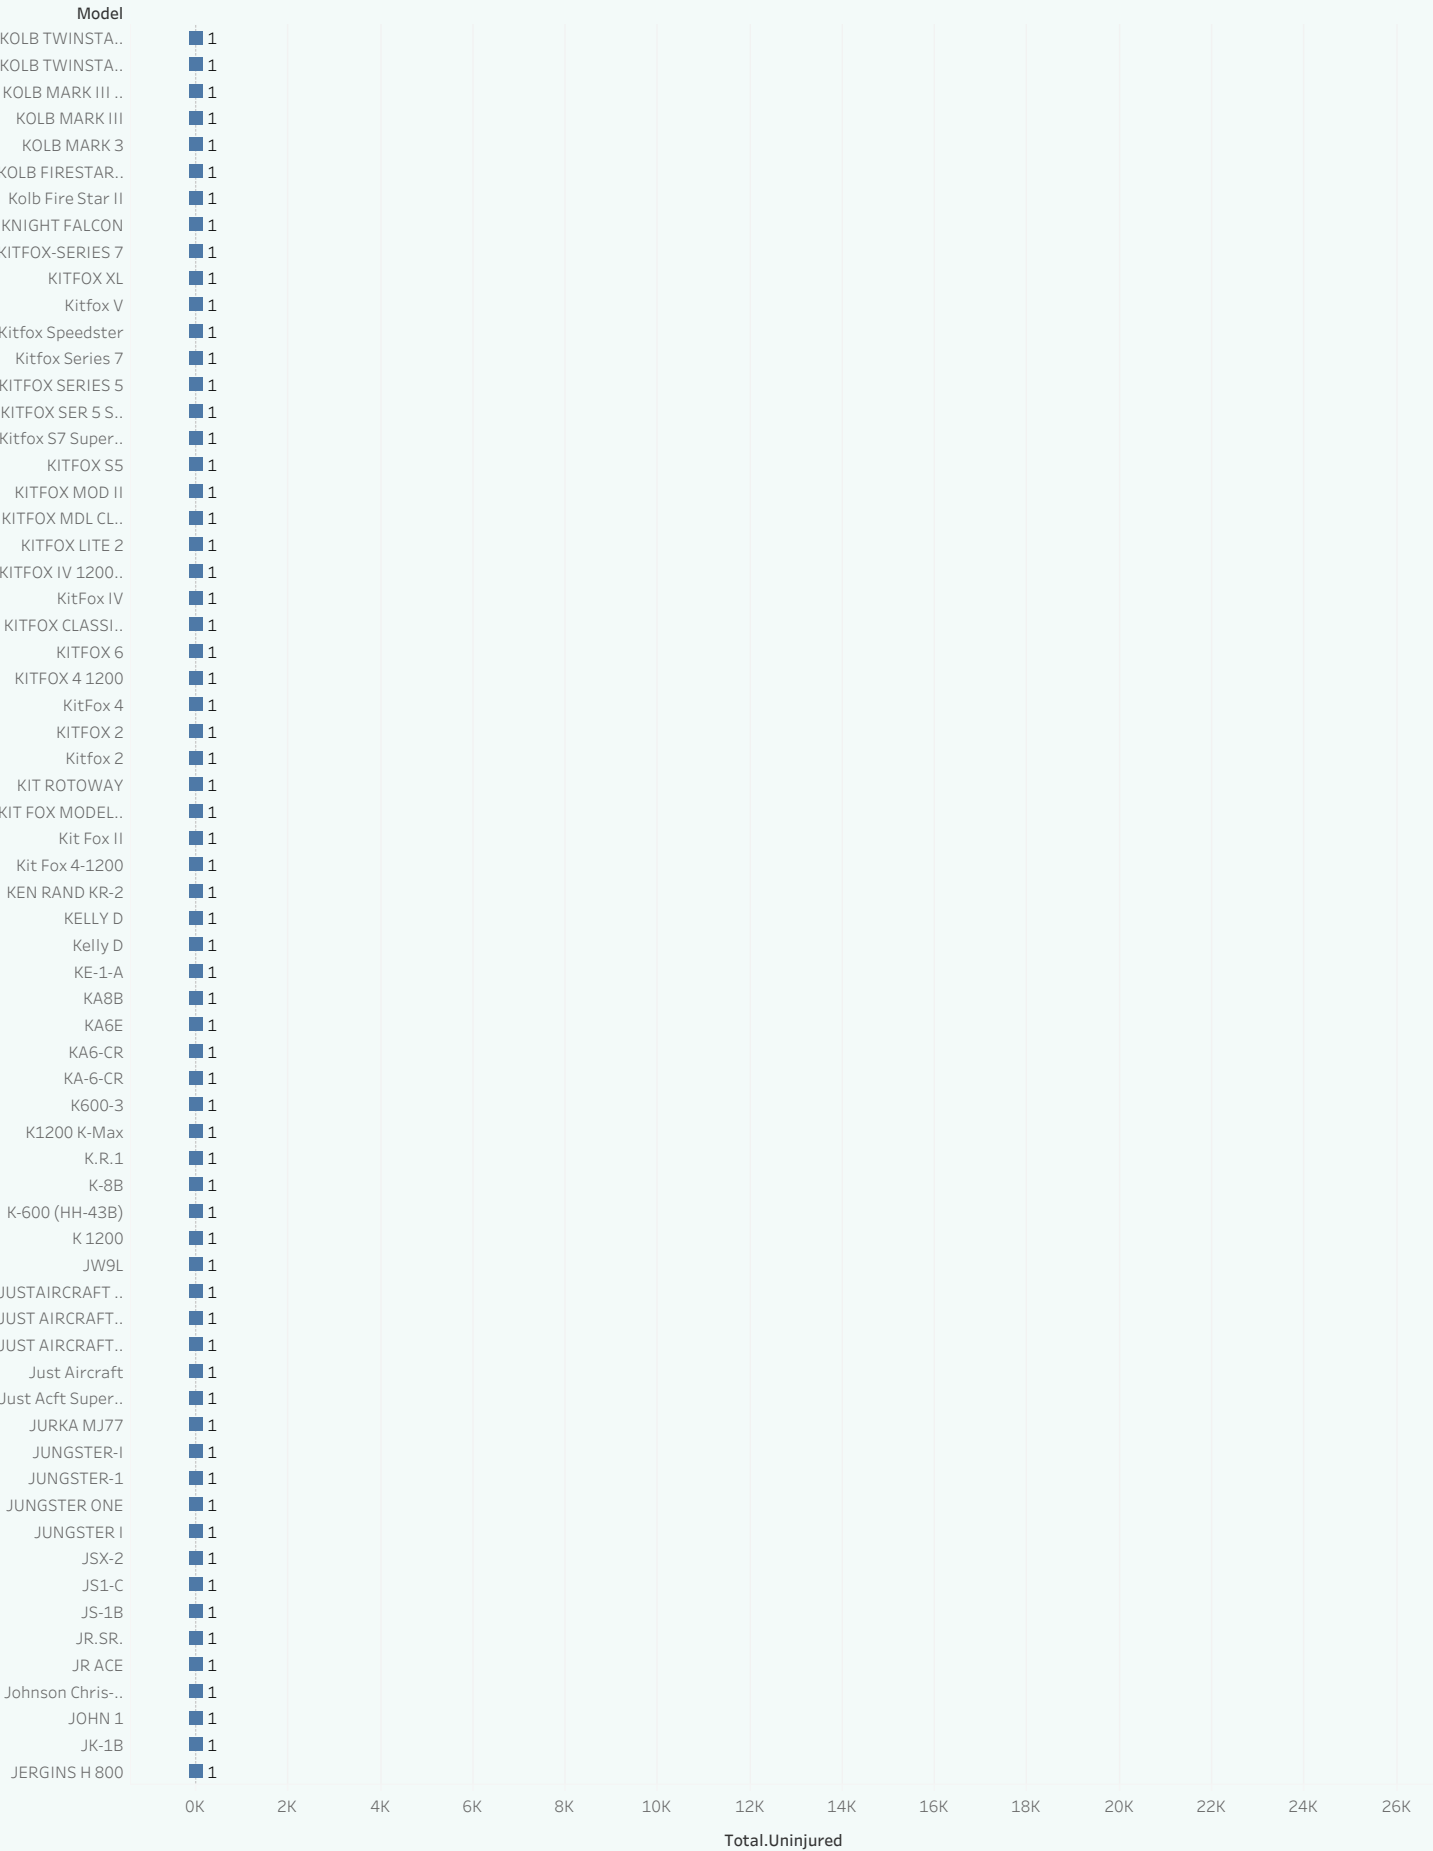 Model
KOLB TWINSTA.. 1
KOLB TWINSTA.. 1
KOLB MARK III .. 1
KOLB MARK III 1
KOLB MARK 3 1
KOLB FIRESTAR.. 1
Kolb Fire Star II 1
KNIGHT FALCON 1
KITFOX-SERIES 7 1
KITFOX XL 1
Kitfox V 1
Kitfox Speedster 1
Kitfox Series 7 1
KITFOX SERIES 5 1
KITFOX SER 5 S.. 1
Kitfox S7 Super.. 1
KITFOX S5 1
KITFOX MOD II 1
KITFOX MDL CL.. 1
KITFOX LITE 2 1
KITFOX IV 1200.. 1
KitFox IV 1
KITFOX CLASSI.. 1
KITFOX 6 1
KITFOX 4 1200 1
KitFox 4 1
KITFOX 2 1
Kitfox 2 1
KIT ROTOWAY 1
KIT FOX MODEL.. 1
Kit Fox II 1
Kit Fox 4-1200 1
KEN RAND KR-2 1
KELLY D 1
Kelly D 1
KE-1-A 1
KA8B 1
KA6E 1
KA6-CR 1
KA-6-CR 1
K600-3 1
K1200 K-Max 1
K.R.1 1
K-8B 1
K-600 (HH-43B) 1
K 1200 1
JW9L 1
JUSTAIRCRAFT .. 1
JUST AIRCRAFT.. 1
JUST AIRCRAFT.. 1
Just Aircraft 1
Just Acft Super.. 1
JURKA MJ77 1
JUNGSTER-I 1
JUNGSTER-1 1
JUNGSTER ONE 1
JUNGSTER I 1
JSX-2 1
JS1-C 1
JS-1B 1
JR.SR. 1
JR ACE 1
Johnson Chris-.. 1
JOHN 1 1
JK-1B 1
JERGINS H 800 1
0K 2K 4K 6K 8K 10K 12K 14K 16K 18K 20K 22K 24K 26K
Total.Uninjured